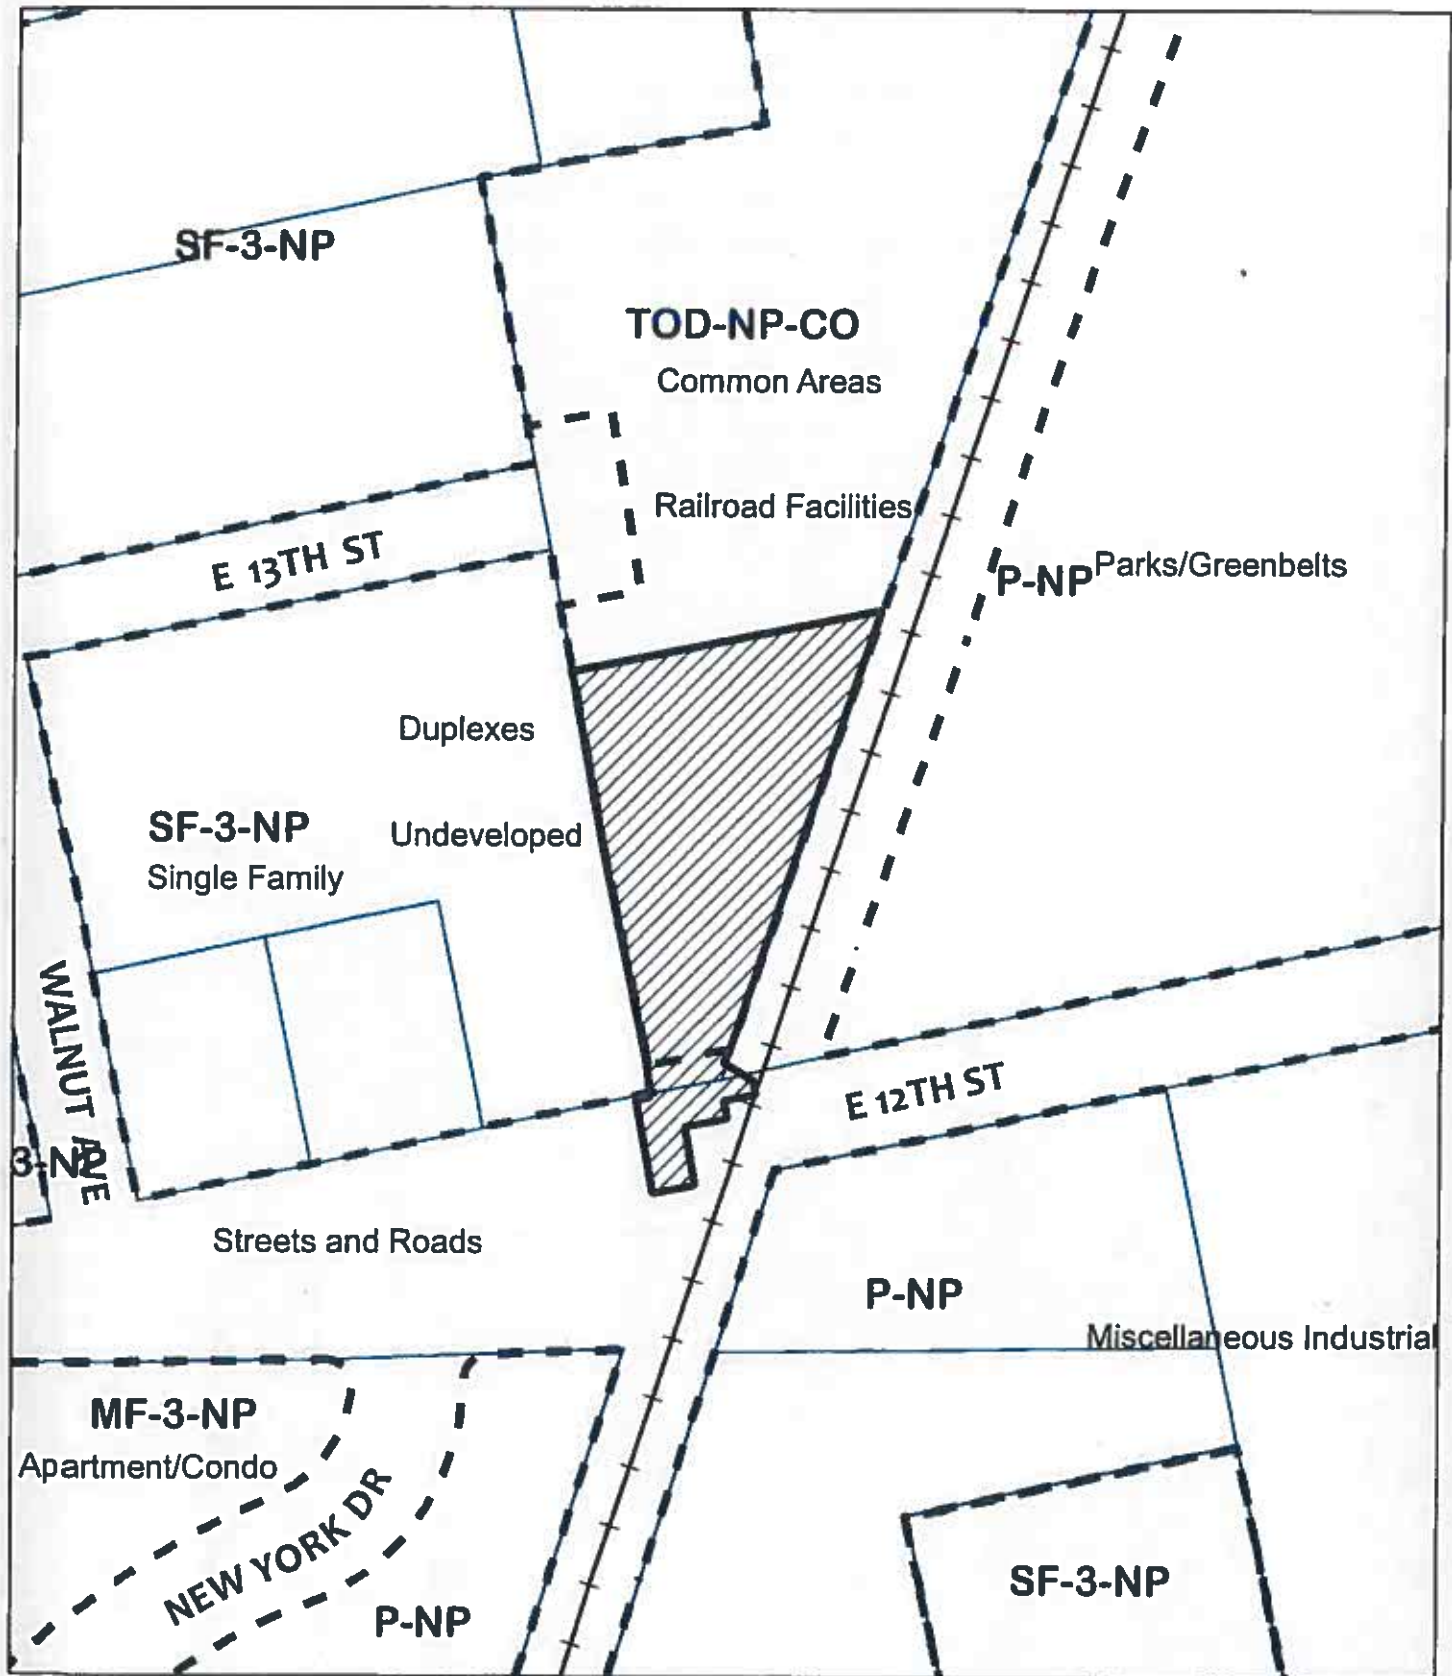 SF-3-NP
TOD-NP-CO
Common Areas
Railroad Facilities
E 13TH ST
P-NP
Parks/Greenbelts
Duplexes
SF-3-NP
Undeveloped
Single Family
WALNUT AVE
E 12TH ST
3-NP
Streets and Roads
P-NP
Miscellaneous Industrial
MF-3-NP
Apartment/Condo
NEW YORK DR
SF-3-NP
P-NP